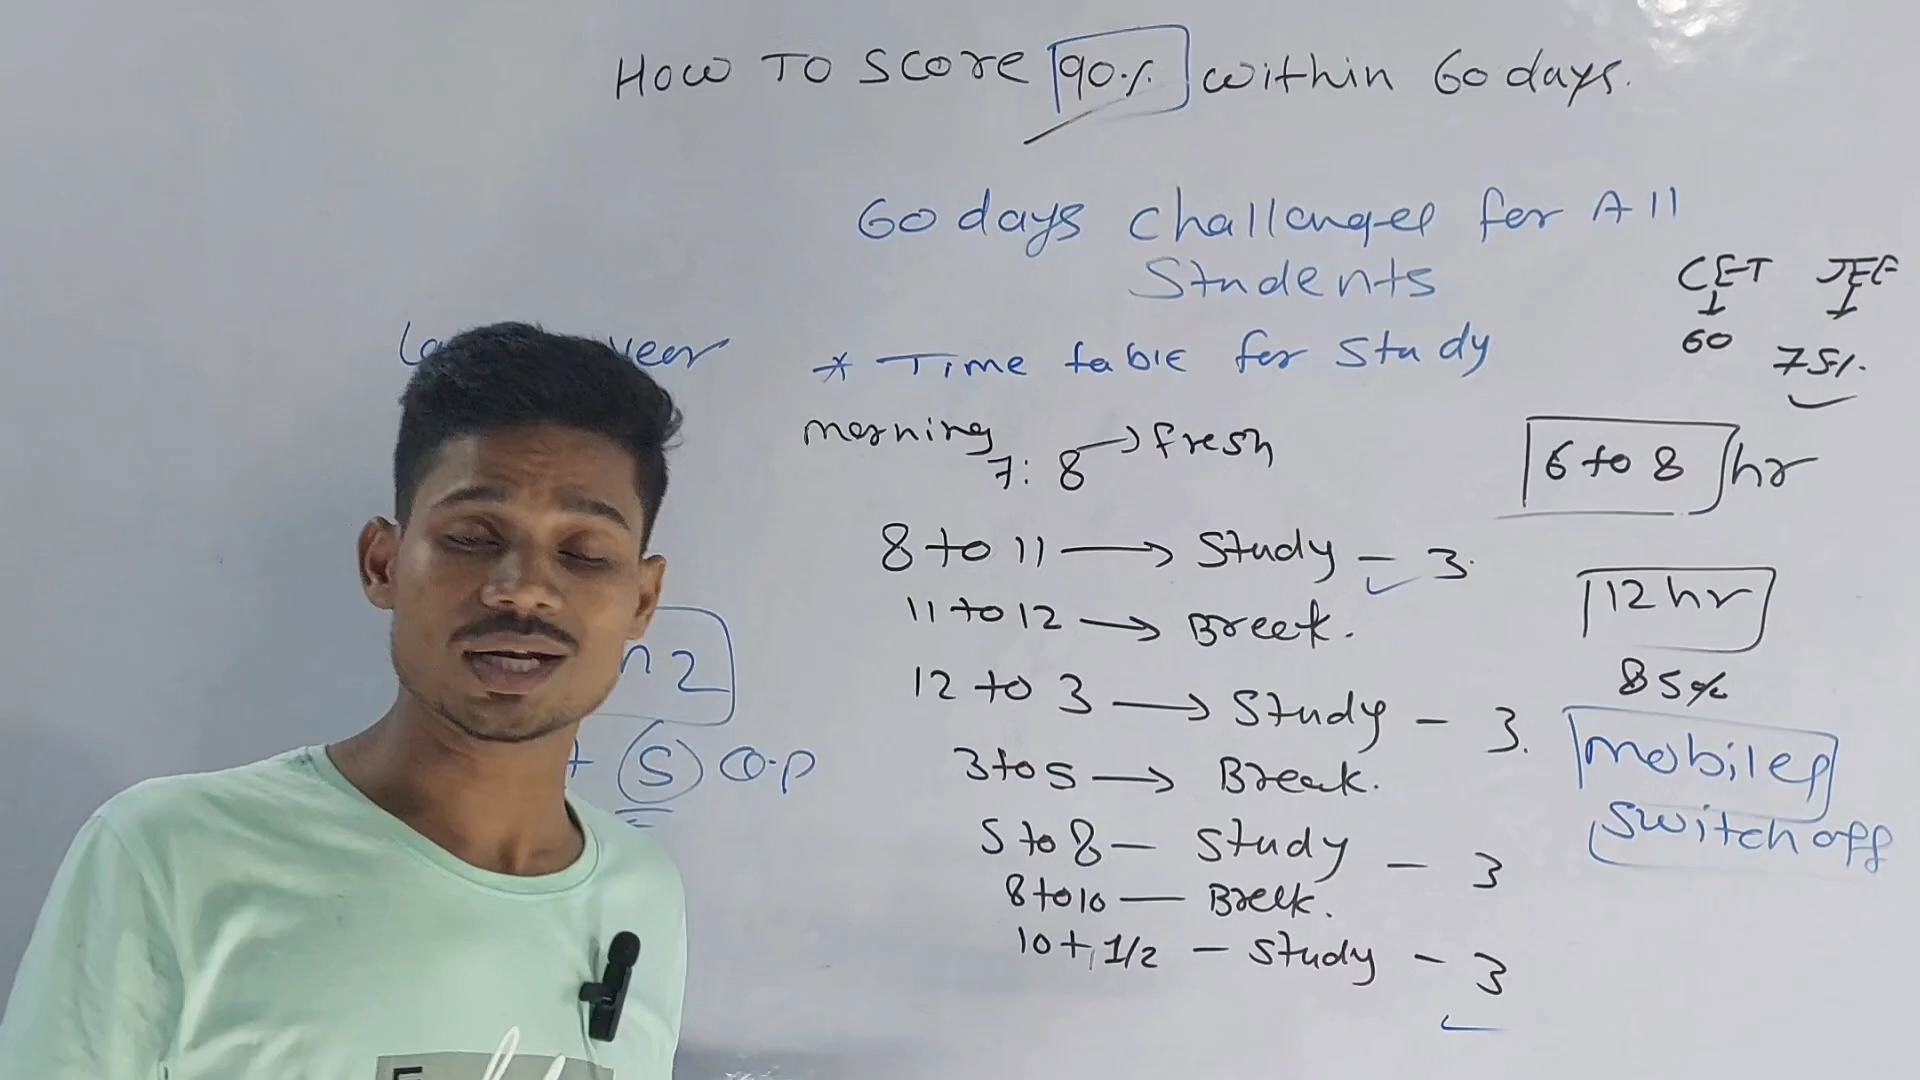 HOW TO SCORE 90% within 60 days.
60 days challenges for All
Students
CET JEE
60 75%.
year
* Time table for Study
morning
7: 8 → fresh
6 to 8 hr
8 to 11 → Study - 3.
11 to 12 → Break.
12 hr
12 to 3 → Study - 3.
85%
n 2
3 to 5 → Break.
+ S O.P
mobiles
switch off
5 to 8 - Study - 3
8 to 10 - Break.
10 + 1/2 - Study - 3